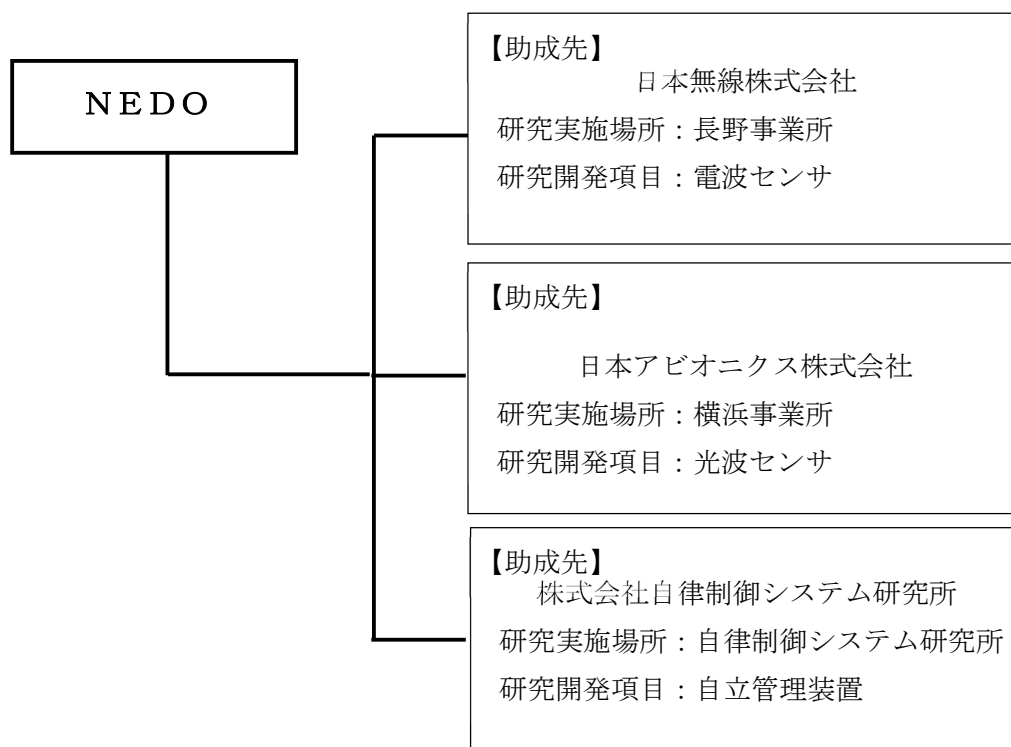 NEDO
【助成先】
日本無線株式会社
研究実施場所：長野事業所
研究開発項目：電波センサ
【助成先】
日本アビオニクス株式会社
研究実施場所：横浜事業所
研究開発項目：光波センサ
【助成先】
株式会社自律制御システム研究所
研究実施場所：自律制御システム研究所
研究開発項目：自立管理装置